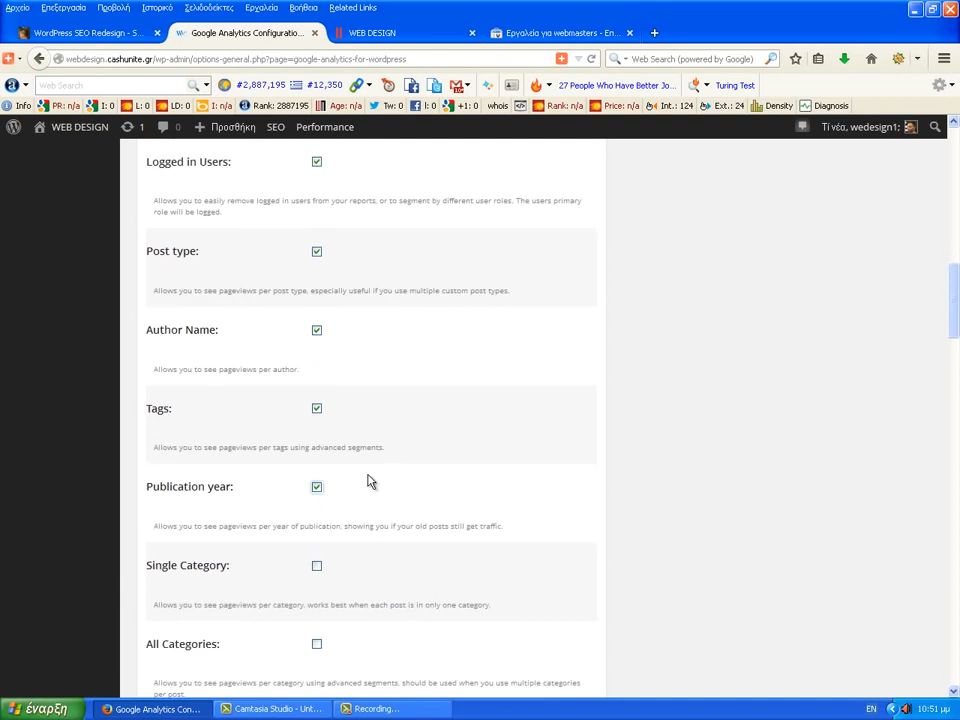 Αρχείο Επεξεργασία Προβολή Ιστορικό Σελιδοδείκτες Εργαλεία Βοήθεια Related Links
WordPress SEO Redesign - S... × Google Analytics Configuratio... × WEB DESIGN × Εργαλεία για webmasters - Επ... × +
webdesign.cashunite.gr/wp-admin/options-general.php?page=google-analytics-for-wordpress Web Search (powered by Google)
Web Search #2,887,195 #12,350 27 People Who Have Better Jo... Turing Test
Info PR: n/a I: 0 L: 0 LD: 0 I: n/a Rank: 2887195 Age: n/a Tw: 0 l: 0 +1: 0 whois Rank: n/a Price: n/a Int.: 124 Ext.: 24 Density Diagnosis
WEB DESIGN 1 0 Προσθήκη SEO Performance Τί νέα, wedesign1;
Logged in Users:
Allows you to easily remove logged in users from your reports, or to segment by different user roles. The users primary
role will be logged.
Post type:
Allows you to see pageviews per post type, especially useful if you use multiple custom post types.
Author Name:
Allows you to see pageviews per author.
Tags:
Allows you to see pageviews per tags using advanced segments.
Publication year:
Allows you to see pageviews per year of publication, showing you if your old posts still get traffic.
Single Category:
Allows you to see pageviews per category, works best when each post is in only one category.
All Categories:
Allows you to see pageviews per category using advanced segments, should be used when you use multiple categories
per post.
έναρξη Google Analytics Con... Camtasia Studio - Unt... Recording... EN 10:51 μμ